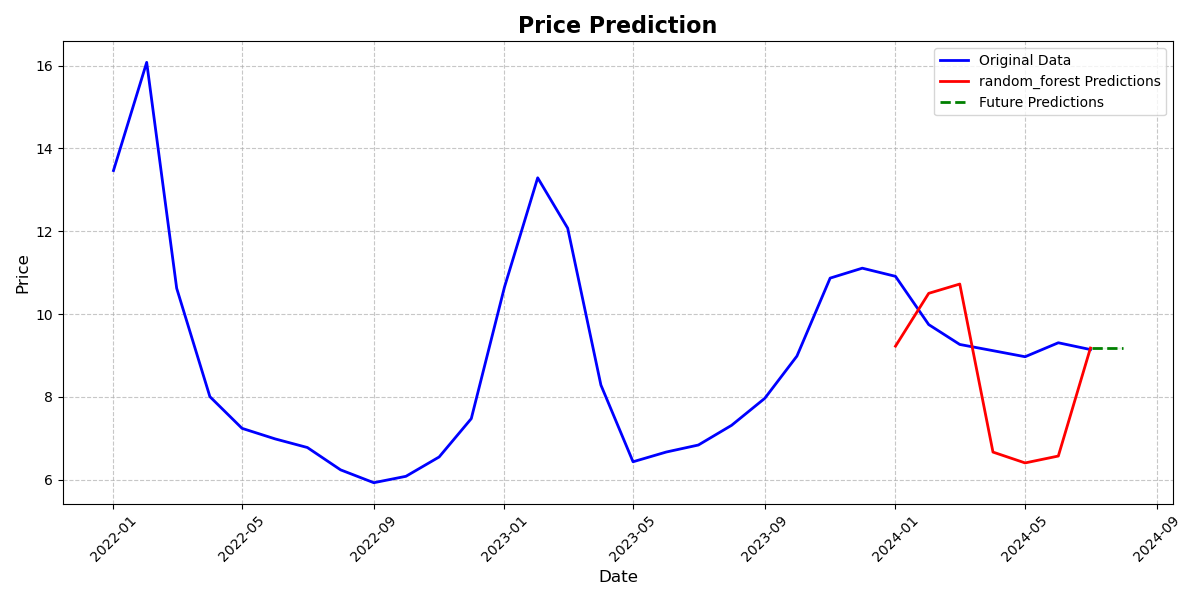 Price Prediction
Original Data
random_forest Predictions
Future Predictions
Price
16
14
12
10
8
6
2022-01
2022-05
2022-09
2023-01
2023-05
2023-09
2024-01
2024-05
2024-09
Date